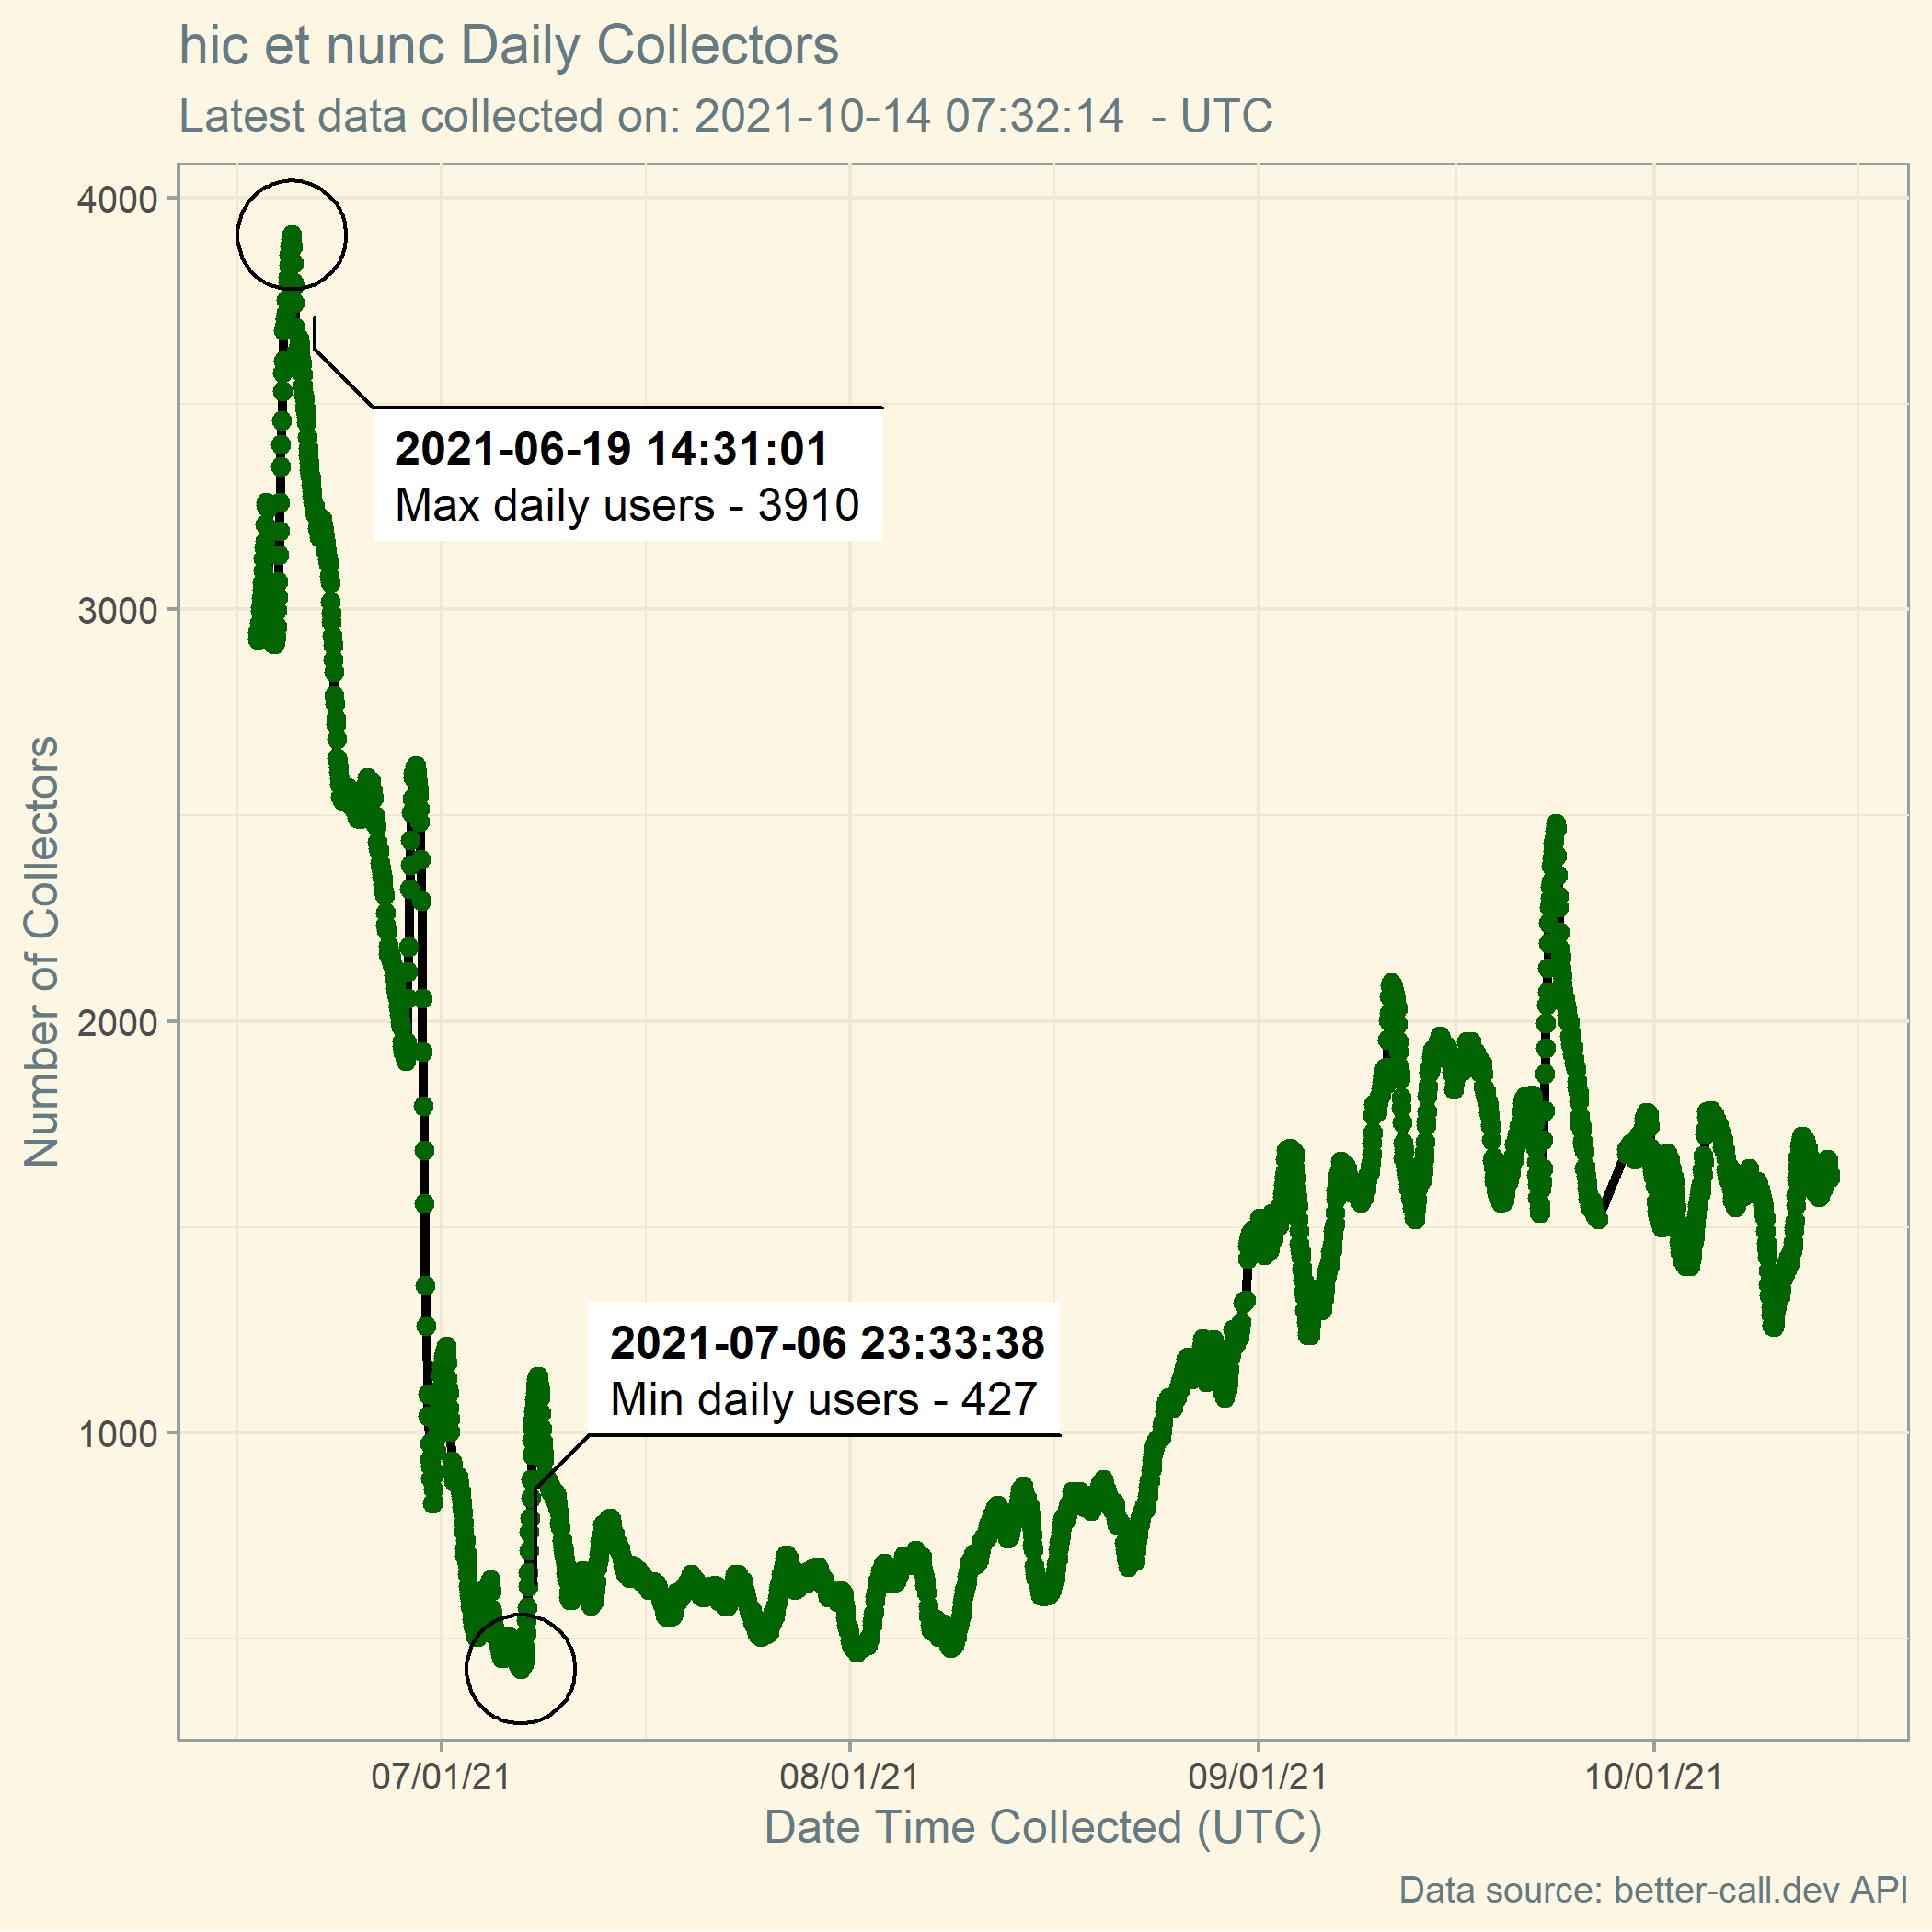 hic et nunc Daily Collectors
Latest data collected on: 2021-10-14 07:32:14  - UTC
4000
3000
2000
1000
Number of Collectors
2021-06-19 14:31:01
Max daily users - 3910
2021-07-06 23:33:38
Min daily users - 427
07/01/21
08/01/21
09/01/21
10/01/21
Date Time Collected (UTC)
Data source: better-call.dev API